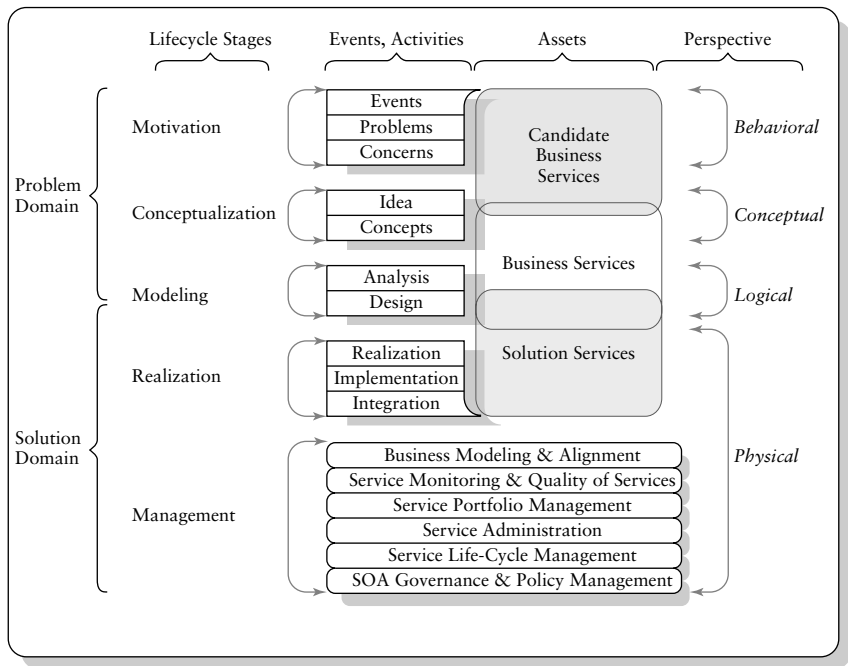 Lifecycle Stages
Events, Activities
Assets
Perspective
Problem
Domain
Motivation
Events
Problems
Concerns
Candidate
Business
Services
Behavioral
Conceptualization
Idea
Concepts
Conceptual
Business Services
Modeling
Analysis
Design
Logical
Solution
Domain
Realization
Realization
Implementation
Integration
Solution Services
Physical
Management
Business Modeling & Alignment
Service Monitoring & Quality of Services
Service Portfolio Management
Service Administration
Service Life-Cycle Management
SOA Governance & Policy Management